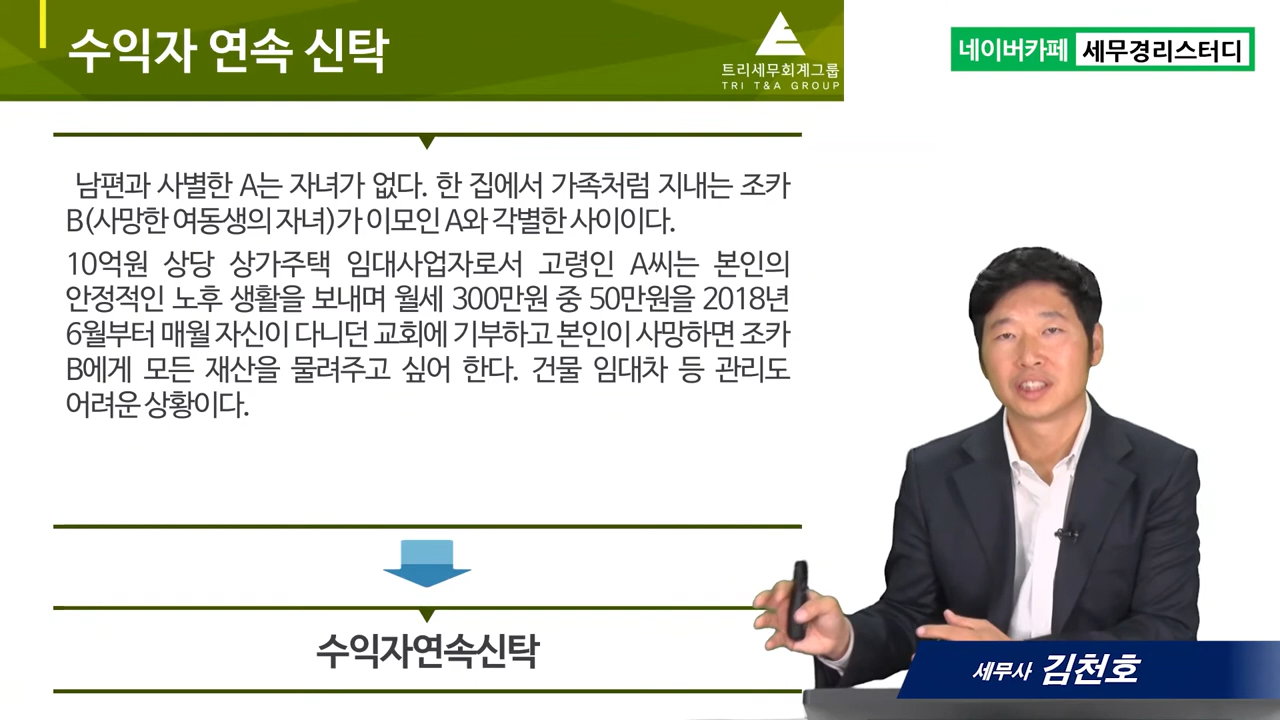 수익자 연속 신탁
트리세무회계그룹
TRI T&A GROUP
네이버카페 세무경리스터디
남편과 사별한 A는 자녀가 없다. 한 집에서 가족처럼 지내는 조카
B(사망한 여동생의 자녀)가 이모인 A와 각별한 사이이다.
10억원 상당 상가주택 임대사업자로서 고령인 A씨는 본인의
안정적인 노후 생활을 보내며 월세 300만원 중 50만원을 2018년
6월부터 매월 자신이 다니던 교회에 기부하고 본인이 사망하면 조카
B에게 모든 재산을 물려주고 싶어 한다. 건물 임대차 등 관리도
어려운 상황이다.
수익자연속신탁
세무사 김천호